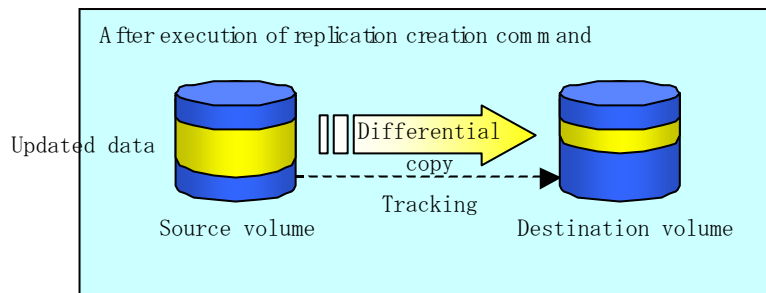 After execution of replication creation command
Differential
Updated data
copy
Tracking
Source volume
Destination volume